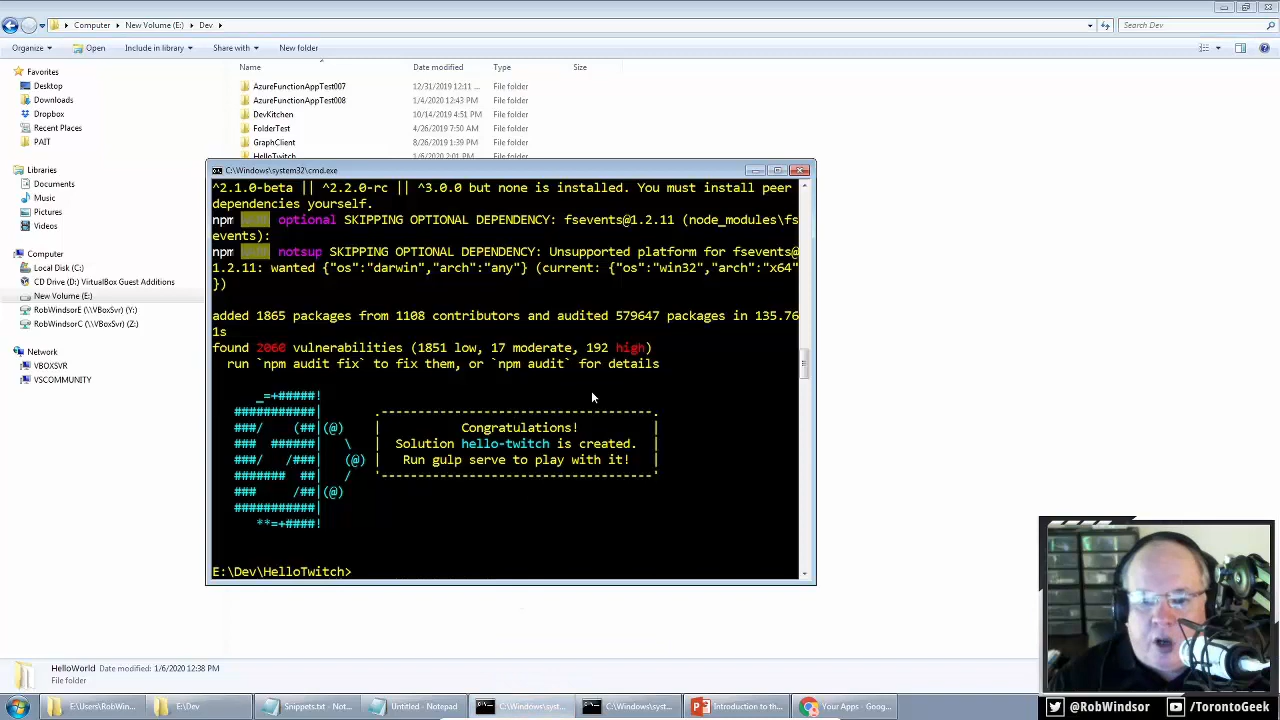 Computer ▸ New Volume (E:) ▸ Dev ▸
Search Dev
Organize ▾ Open Include in library ▾ Share with ▾ New folder
Name Date modified Type Size
Favorites
Desktop
Downloads
Dropbox
Recent Places
PAIT
Libraries
Documents
Music
Pictures
Videos
Computer
Local Disk (C:)
CD Drive (D:) VirtualBox Guest Additions
New Volume (E:)
RobWindsorE (\\VBoxSvr) (Y:)
RobWindsorC (\\VBoxSvr) (Z:)
Network
VBOXSVR
VSCOMMUNITY
AzureFunctionAppTest007 12/31/2019 12:11 ... File folder
AzureFunctionAppTest008 1/4/2020 12:43 PM File folder
DevKitchen 10/14/2019 4:51 PM File folder
FolderTest 4/26/2019 7:50 AM File folder
GraphClient 8/26/2019 1:39 PM File folder
HelloTwitch 1/6/2020 2:01 PM File folder
C:\Windows\system32\cmd.exe
^2.1.0-beta || ^2.2.0-rc || ^3.0.0 but none is installed. You must install peer
dependencies yourself.
npm optional SKIPPING OPTIONAL DEPENDENCY: fsevents@1.2.11 (node_modules\fs
events):
npm notsup SKIPPING OPTIONAL DEPENDENCY: Unsupported platform for fsevents@
1.2.11: wanted {"os":"darwin","arch":"any"} (current: {"os":"win32","arch":"x64"
})
added 1865 packages from 1108 contributors and audited 579647 packages in 135.76
1s
found 2060 vulnerabilities (1851 low, 17 moderate, 192 high)
run `npm audit fix` to fix them, or `npm audit` for details
_=+#####!
###########|
###/ (##|(@)
### ######| \
###/ /###| (@)
####### ##| /
### /##|(@)
###########|
**=+####!
.--------------------------------------.
| Congratulations! |
| Solution hello-twitch is created. |
| Run gulp serve to play with it! |
'--------------------------------------'
E:\Dev\HelloTwitch>
HelloWorld Date modified: 1/6/2020 12:38 PM
File folder
E:\Users\RobWin...
E:\Dev
Snippets.txt - Not...
Untitled - Notepad
C:\Windows\syst...
C:\Windows\syst...
Introduction to th...
Your Apps - Goog...
@RobWindsor
/TorontoGeek